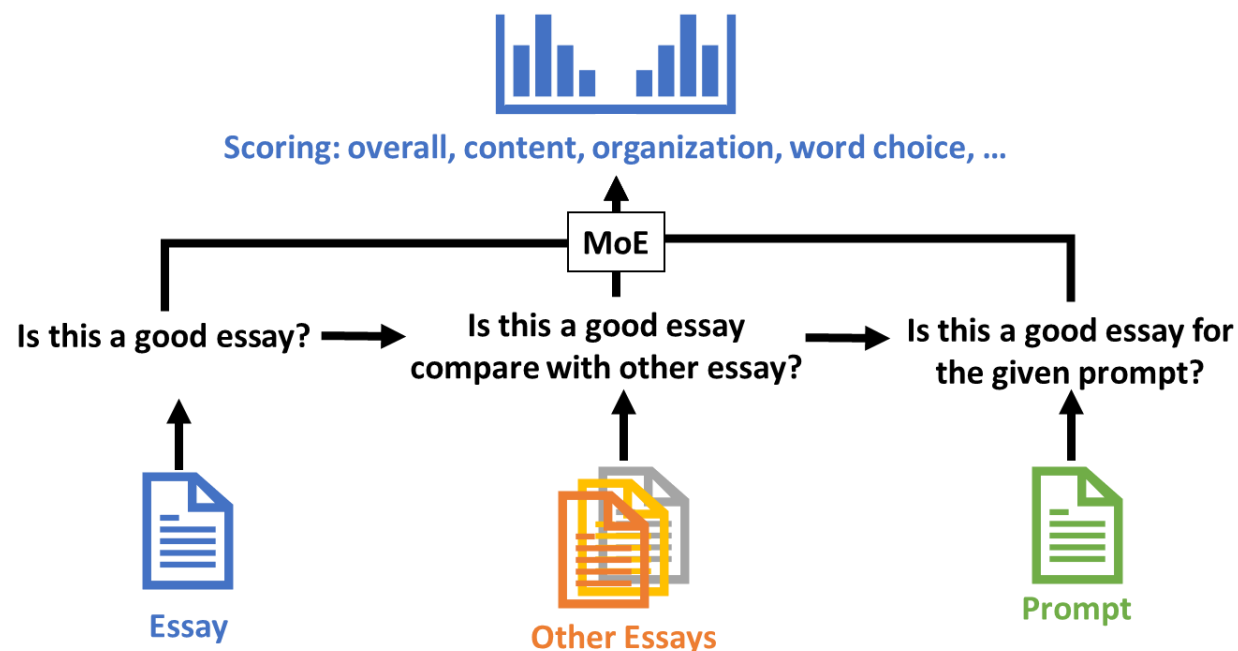 Scoring: overall, content, organization, word choice, ...
MoE
Is this a good essay?
Is this a good essay
compare with other essay?
Is this a good essay for
the given prompt?
Essay
Other Essays
Prompt